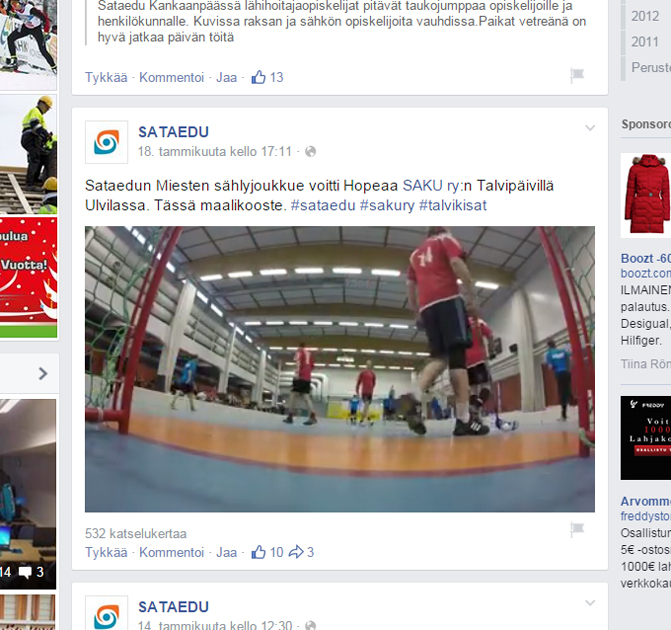 Sataedu Kankaanpäässä lähihoitajaopiskelijat pitävät taukojumppaa opiskelijoille ja
henkilökunnalle. Kuvissa raksan ja sähkön opiskelijoita vauhdissa.Paikat vetreänä on
hyvä jatkaa päivän töitä
Tykkää · Kommentoi · Jaa · 13
SATAEDU
18. tammikuuta kello 17:11 ·
Sataedun Miesten sählyjoukkue voitti Hopeaa SAKU ry:n Talvipäivillä
Ulvilassa. Tässä maalikooste. #sataedu #sakury #talvikisat
532 katselukertaa
Tykkää · Kommentoi · Jaa · 10 3
SATAEDU
14. tammikuuta kello 12:30 ·
Vuotta!
14 3
2012
2011
Peruste
Sponsoro
Boozt -60
boozt.com
ILMAINEN
palautus.
Desigual,
Hilfiger.
Tiina Rön
FREDDY
Voit
1000
Lahjako
OSALLISTU
Arvomme
freddysto
Osallistu
5€ -ostos
1000€ lah
verkkokau